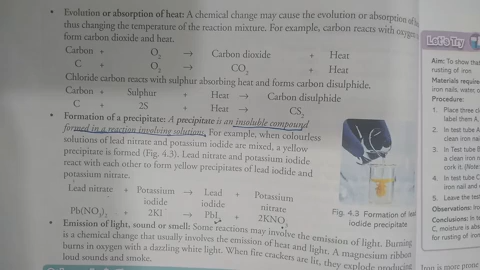 • Evolution or absorption of heat: A chemical change may cause the evolution or absorption of
thus changing the temperature of the reaction mixture. For example, carbon reacts with oxygen
form carbon dioxide and heat.
Carbon + O₂ → Carbon dioxide + Heat
C + O₂ → CO₂ + Heat
Chloride carbon reacts with sulphur absorbing heat and forms carbon disulphide.
Carbon + Sulphur + Heat → Carbon disulphide
C + 2S + Heat → CS₂
• Formation of a precipitate: A precipitate is an insoluble compound
formed in a reaction involving solutions. For example, when colourless
solutions of lead nitrate and potassium iodide are mixed, a yellow
precipitate is formed (Fig. 4.3). Lead nitrate and potassium iodide
react with each other to form yellow precipitates of lead iodide and
potassium nitrate.
Lead nitrate + Potassium iodide → Lead iodide + Potassium nitrate
Pb(NO₃)₂ + 2KI → PbI₂ + 2KNO₃
Fig. 4.3 Formation of lead
iodide precipitate
• Emission of light, sound or smell: Some reactions may involve the emission of light. Burning
is a chemical change that usually involves the emission of heat and light. A magnesium ribbon
burns in oxygen with a dazzling white light. When fire crackers are lit, they explode producing
loud sounds and smoke.
Let's Try
Aim: To show that
rusting of iron
Materials require
iron nails, water, o
Procedure:
1. Place three cl
label them A,
2. In test tube A
clean iron na
3. In Test tube B
a clean iron n
cork it. (Note:
4. In test tube C
iron nail and
5. Leave the test
Observations: Iro
Conclusions: It is
C, moisture is abs
for rusting of iron
Iron is more prone